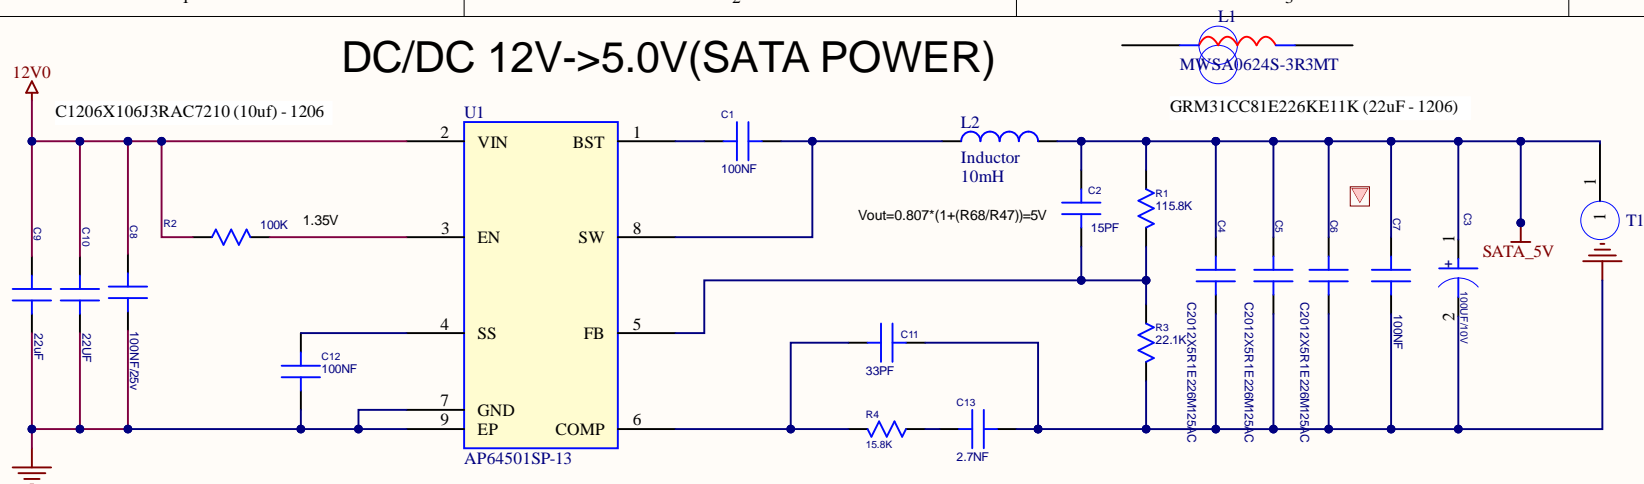 2
3
DC/DC 12V->5.0V(SATA POWER)
L1
MWSA0624S-3R3MT
12V0
C1206X106J3RAC7210 (10uf) - 1206
GRM31CC81E226KE11K (22uF - 1206)
U1
2 VIN
BST 1
3 EN
SW 8
4 SS
FB 5
7 GND
9 EP
COMP 6
AP64501SP-13
C1
100NF
L2
Inductor
10mH
C2
15PF
R1
115.8K
Vout=0.807*(1+(R68/R47))=5V
R2
100K
1.35V
C9
22uF
C10
22UF
C8
100NF/25v
C12
100NF
C11
33PF
R4
15.8K
C13
2.7NF
R3
22.1K
C4
C2012X5R1E226M125AC
C5
C2012X5R1E226M125AC
C6
C2012X5R1E226M125AC
C7
100NF
C3
1
+
2
100UF/10V
SATA_5V
1
1
T1